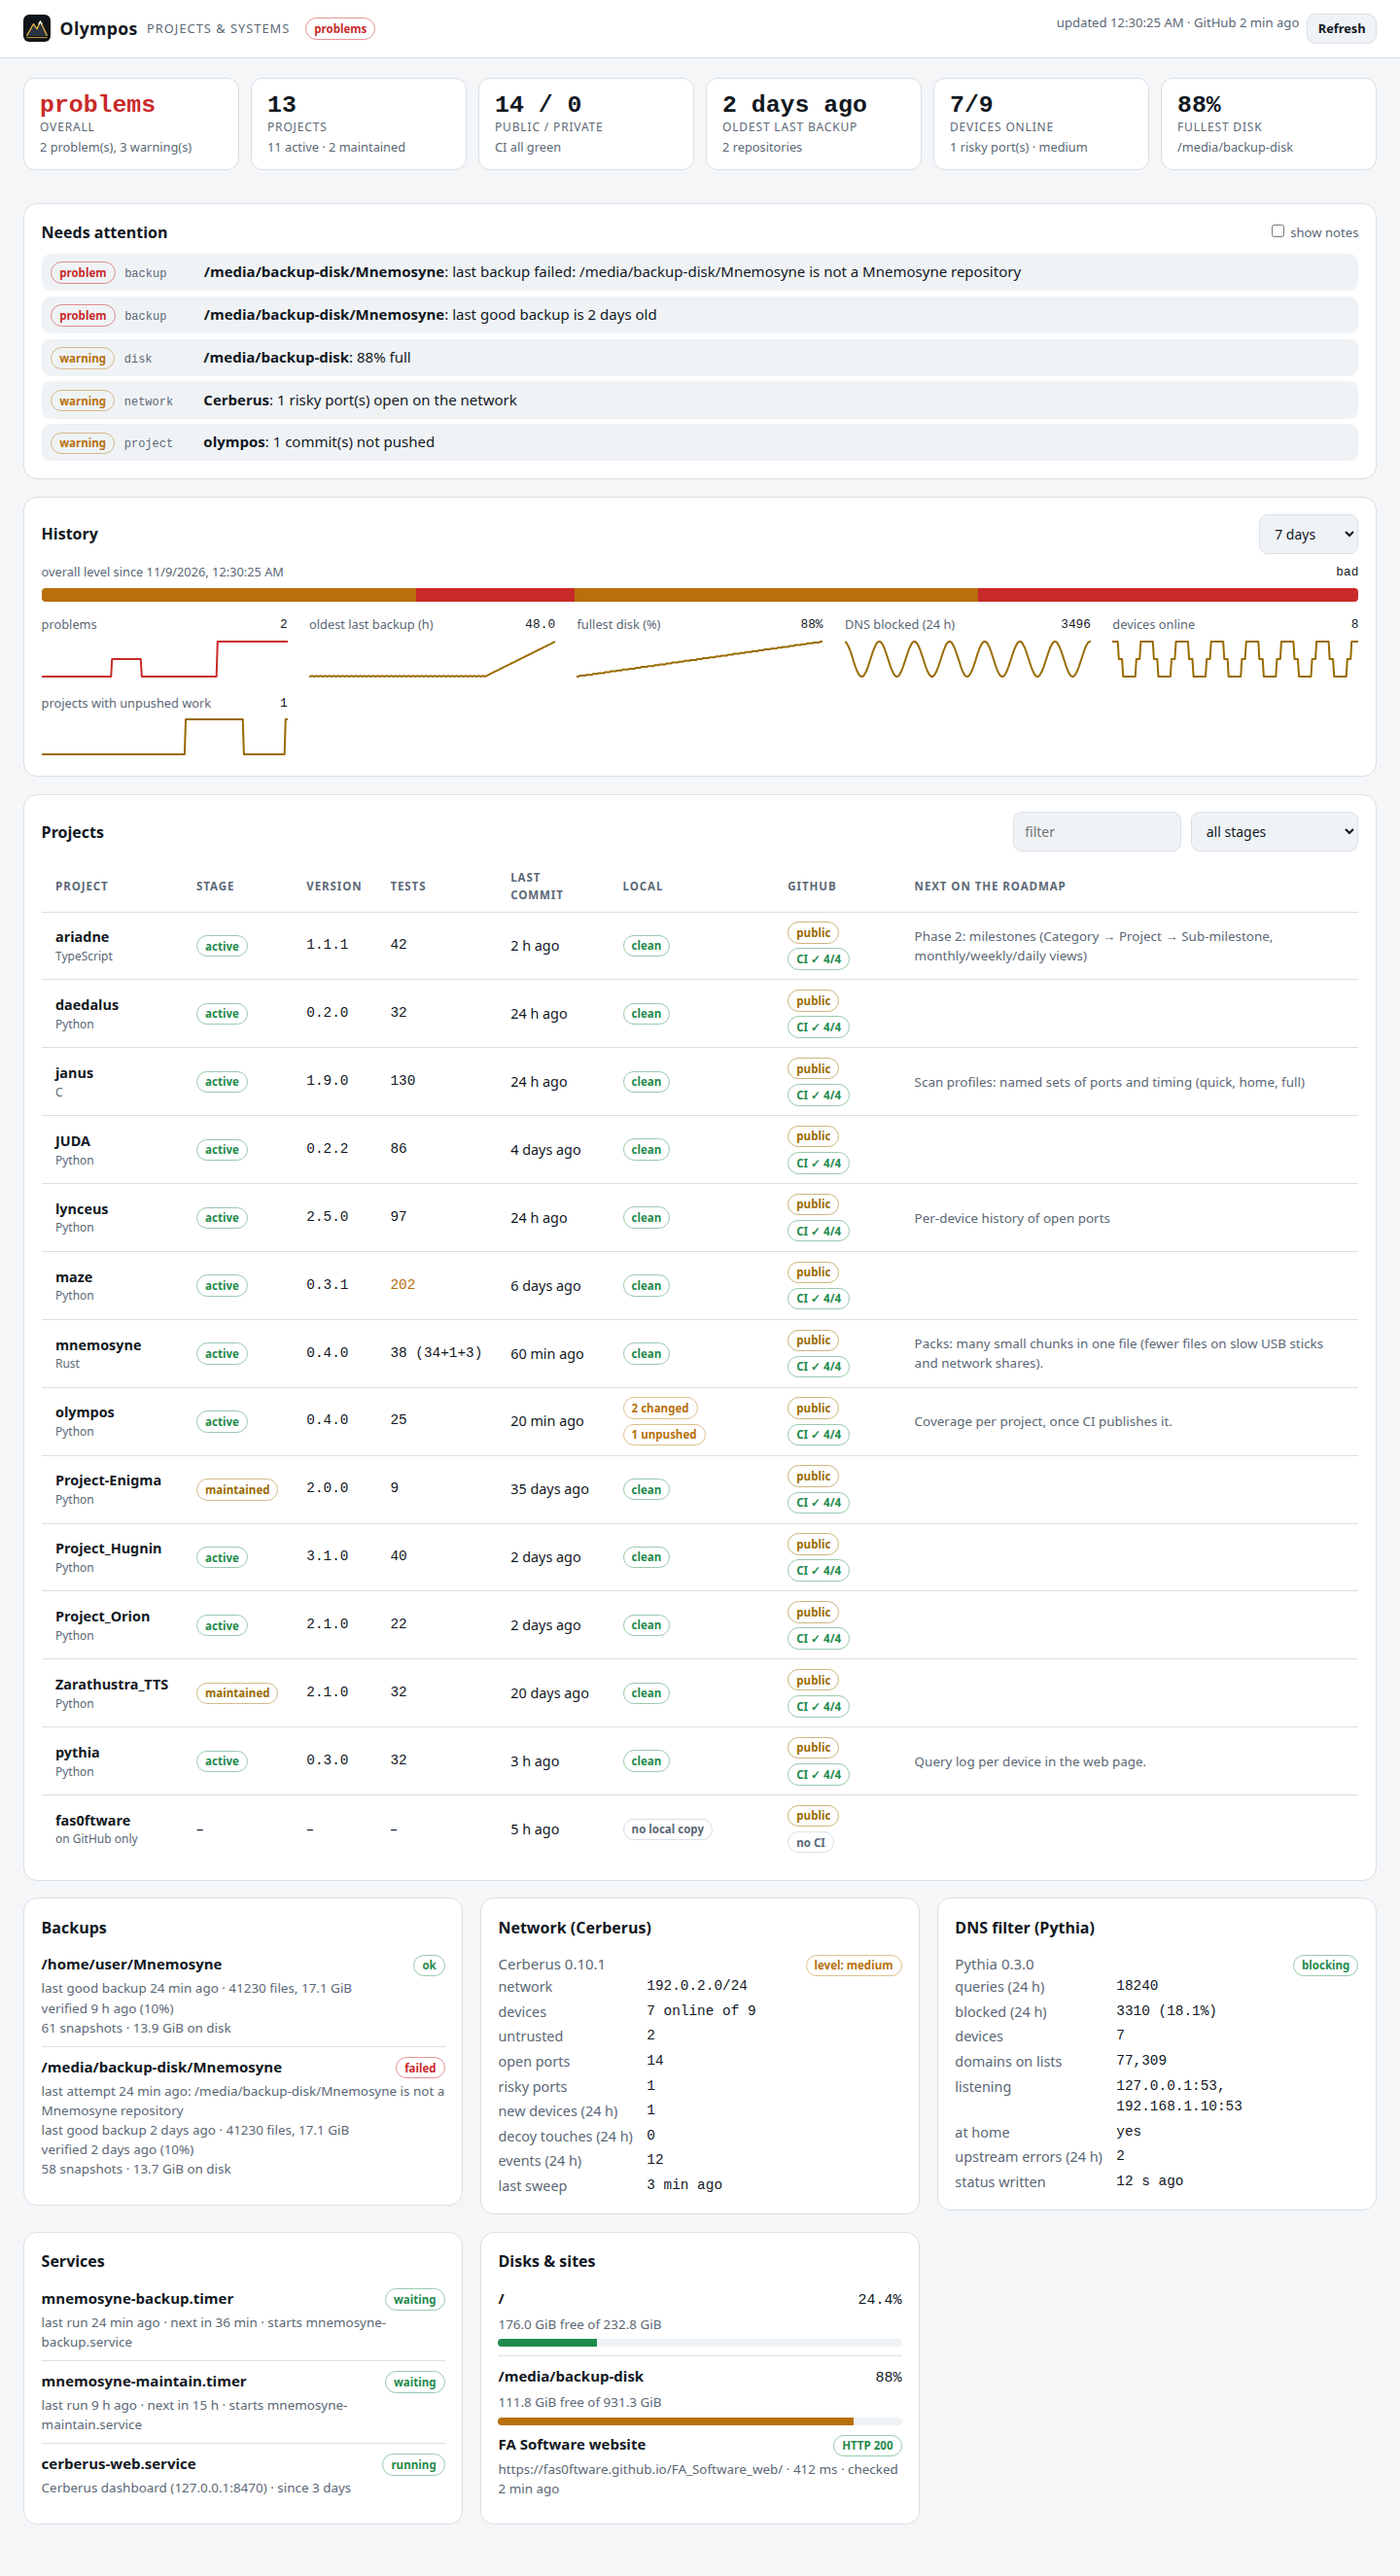 Olympos PROJECTS & SYSTEMS problems
updated 12:30:25 AM · GitHub 2 min ago Refresh
problems
OVERALL
2 problem(s), 3 warning(s)
13
PROJECTS
11 active · 2 maintained
14 / 0
PUBLIC / PRIVATE
CI all green
2 days ago
OLDEST LAST BACKUP
2 repositories
7/9
DEVICES ONLINE
1 risky port(s) · medium
88%
FULLEST DISK
/media/backup-disk
Needs attention
show notes
problem backup /media/backup-disk/Mnemosyne: last backup failed: /media/backup-disk/Mnemosyne is not a Mnemosyne repository
problem backup /media/backup-disk/Mnemosyne: last good backup is 2 days old
warning disk /media/backup-disk: 88% full
warning network Cerberus: 1 risky port(s) open on the network
warning project olympos: 1 commit(s) not pushed
History
7 days
overall level since 11/9/2026, 12:30:25 AM bad
problems 2
oldest last backup (h) 48.0
fullest disk (%) 88%
DNS blocked (24 h) 3496
devices online 8
projects with unpushed work 1
Projects
filter
all stages
PROJECT STAGE VERSION TESTS LAST COMMIT LOCAL GITHUB NEXT ON THE ROADMAP
ariadne
TypeScript
active 1.1.1 42 2 h ago clean
public
CI ✓ 4/4
Phase 2: milestones (Category → Project → Sub-milestone,
monthly/weekly/daily views)
daedalus
Python
active 0.2.0 32 24 h ago clean
public
CI ✓ 4/4
janus
C
active 1.9.0 130 24 h ago clean
public
CI ✓ 4/4
Scan profiles: named sets of ports and timing (quick, home, full)
JUDA
Python
active 0.2.2 86 4 days ago clean
public
CI ✓ 4/4
lynceus
Python
active 2.5.0 97 24 h ago clean
public
CI ✓ 4/4
Per-device history of open ports
maze
Python
active 0.3.1 202 6 days ago clean
public
CI ✓ 4/4
mnemosyne
Rust
active 0.4.0 38 (34+1+3) 60 min ago clean
public
CI ✓ 4/4
Packs: many small chunks in one file (fewer files on slow USB sticks
and network shares).
olympos
Python
active 0.4.0 25 20 min ago
2 changed
1 unpushed
public
CI ✓ 4/4
Coverage per project, once CI publishes it.
Project-Enigma
Python
maintained 2.0.0 9 35 days ago clean
public
CI ✓ 4/4
Project_Hugnin
Python
active 3.1.0 40 2 days ago clean
public
CI ✓ 4/4
Project_Orion
Python
active 2.1.0 22 2 days ago clean
public
CI ✓ 4/4
Zarathustra_TTS
Python
maintained 2.1.0 32 20 days ago clean
public
CI ✓ 4/4
pythia
Python
active 0.3.0 32 3 h ago clean
public
CI ✓ 4/4
Query log per device in the web page.
fas0ftware
on GitHub only
– – – 5 h ago no local copy
public
no CI
Backups
/home/user/Mnemosyne ok
last good backup 24 min ago · 41230 files, 17.1 GiB
verified 9 h ago (10%)
61 snapshots · 13.9 GiB on disk
/media/backup-disk/Mnemosyne failed
last attempt 24 min ago: /media/backup-disk/Mnemosyne is not a
Mnemosyne repository
last good backup 2 days ago · 41230 files, 17.1 GiB
verified 2 days ago (10%)
58 snapshots · 13.7 GiB on disk
Network (Cerberus)
Cerberus 0.10.1 level: medium
network 192.0.2.0/24
devices 7 online of 9
untrusted 2
open ports 14
risky ports 1
new devices (24 h) 1
decoy touches (24 h) 0
events (24 h) 12
last sweep 3 min ago
DNS filter (Pythia)
Pythia 0.3.0 blocking
queries (24 h) 18240
blocked (24 h) 3310 (18.1%)
devices 7
domains on lists 77,309
listening 127.0.0.1:53,
192.168.1.10:53
at home yes
upstream errors (24 h) 2
status written 12 s ago
Services
mnemosyne-backup.timer waiting
last run 24 min ago · next in 36 min · starts mnemosyne-
backup.service
mnemosyne-maintain.timer waiting
last run 9 h ago · next in 15 h · starts mnemosyne-
maintain.service
cerberus-web.service running
Cerberus dashboard (127.0.0.1:8470) · since 3 days
Disks & sites
/ 24.4%
176.0 GiB free of 232.8 GiB
/media/backup-disk 88%
111.8 GiB free of 931.3 GiB
FA Software website HTTP 200
https://fas0ftware.github.io/FA_Software_web/ · 412 ms · checked
2 min ago